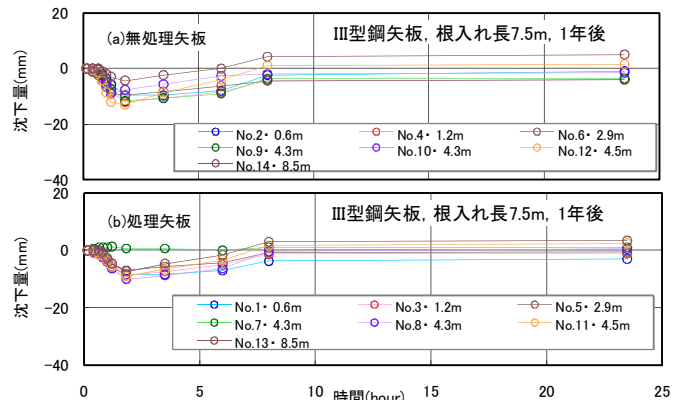 20
(a)無処理矢板
III型鋼矢板, 根入れ長7.5m, 1年後
0
沈下量(mm)
−20
No.2・ 0.6m No.4・ 1.2m No.6・ 2.9m
No.9・ 4.3m No.10・ 4.3m No.12・ 4.5m
No.14・ 8.5m
−40
20
(b)処理矢板
III型鋼矢板, 根入れ長7.5m, 1年後
0
沈下量(mm)
−20
No.1・ 0.6m No.3・ 1.2m No.5・ 2.9m
No.7・ 4.3m No.8・ 4.3m No.11・ 4.5m
No.13・ 8.5m
−40
0 5 10 15 20 25
時間(hour)